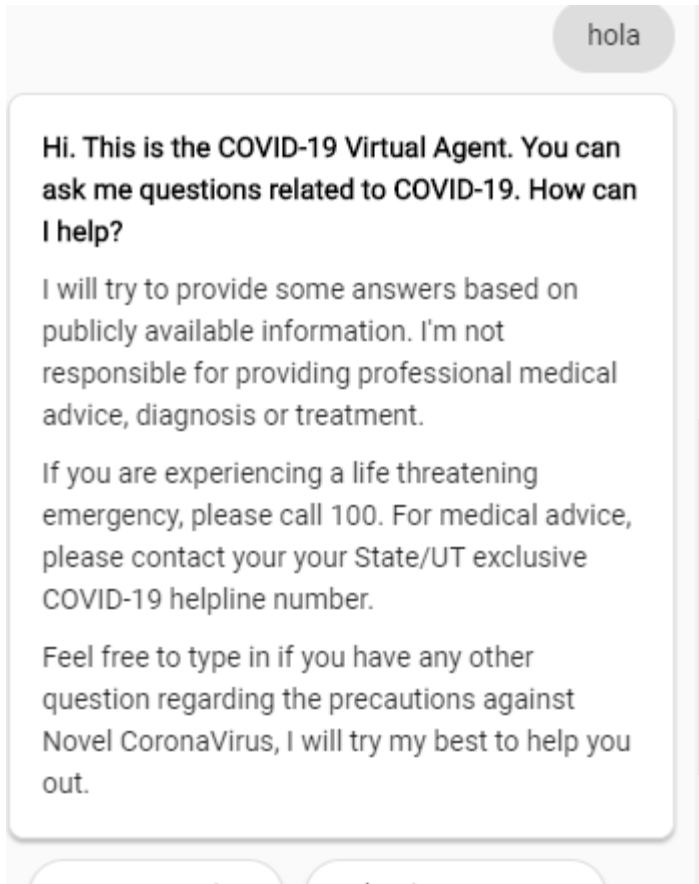 hola
Hi. This is the COVID-19 Virtual Agent. You can
ask me questions related to COVID-19. How can
I help?
I will try to provide some answers based on
publicly available information. I'm not
responsible for providing professional medical
advice, diagnosis or treatment.
If you are experiencing a life threatening
emergency, please call 100. For medical advice,
please contact your your State/UT exclusive
COVID-19 helpline number.
Feel free to type in if you have any other
question regarding the precautions against
Novel CoronaVirus, I will try my best to help you
out.